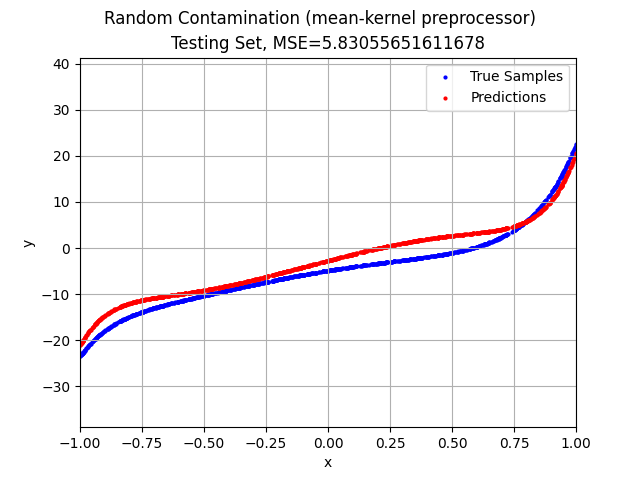 Random Contamination (mean-kernel preprocessor)
Testing Set, MSE=5.83055651611678
True Samples
Predictions
40
30
20
10
0
−10
−20
−30
y
−1.00 −0.75 −0.50 −0.25 0.00 0.25 0.50 0.75 1.00
x